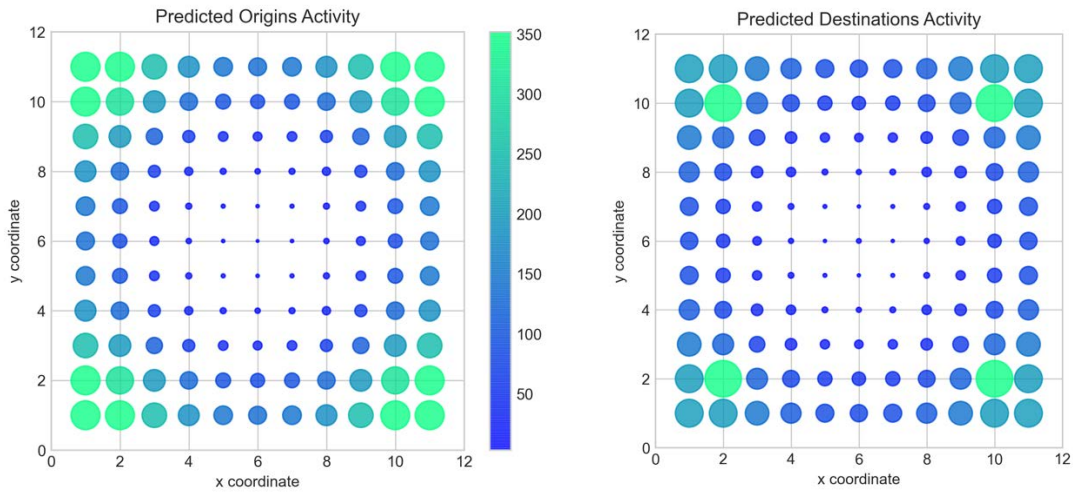 Predicted Origins Activity
12
10
8
6
4
2
0
y coordinate
0 2 4 6 8 10 12
x coordinate
350
300
250
200
150
100
50
Predicted Destinations Activity
12
10
8
6
4
2
0
y coordinate
0 2 4 6 8 10 12
x coordinate